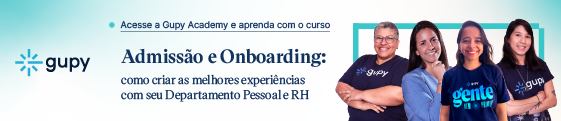 Acesse a Gupy Academy e aprenda com o curso
gupy
Admissão e Onboarding:
como criar as melhores experiências
com seu Departamento Pessoal e RH
gupy
gupy
gente
gupy